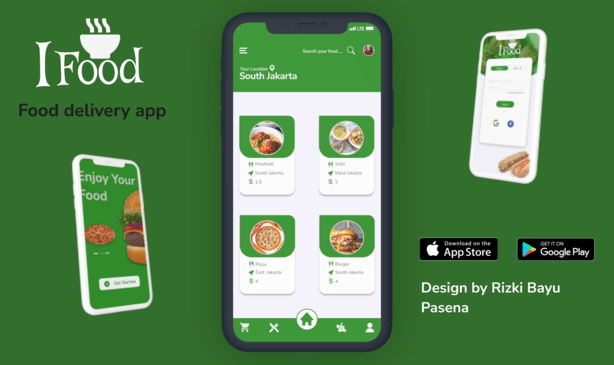 I Food
Food delivery app
Enjoy Your
Food
Get Started
LTE
Search your food...
Your Location
South Jakarta
Meatball
South Jakarta
$ 2.5
Soto
West Jakarta
$ 3
Pizza
East Jakarta
$ 6
Burger
South Jakarta
$ 4
I Food
Download on the
App Store
GET IT ON
Google Play
Design by Rizki Bayu
Pasena